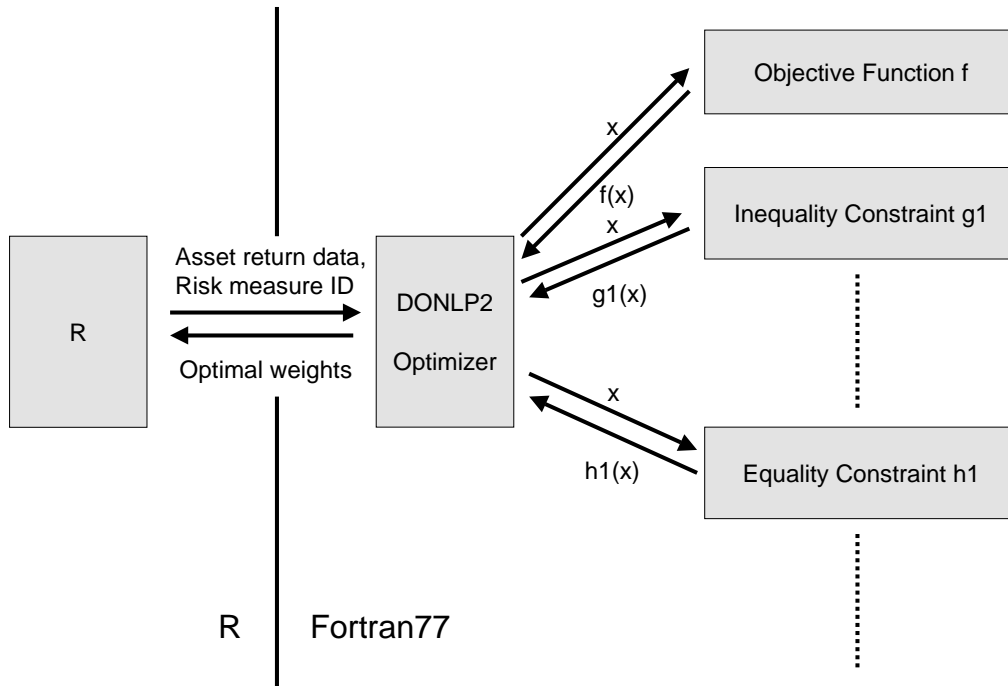 Objective Function f
x
f(x)
Inequality Constraint g1
x
g1(x)
Asset return data,
Risk measure ID
R
DONLP2
Optimizer
Optimal weights
x
h1(x)
Equality Constraint h1
R
Fortran77